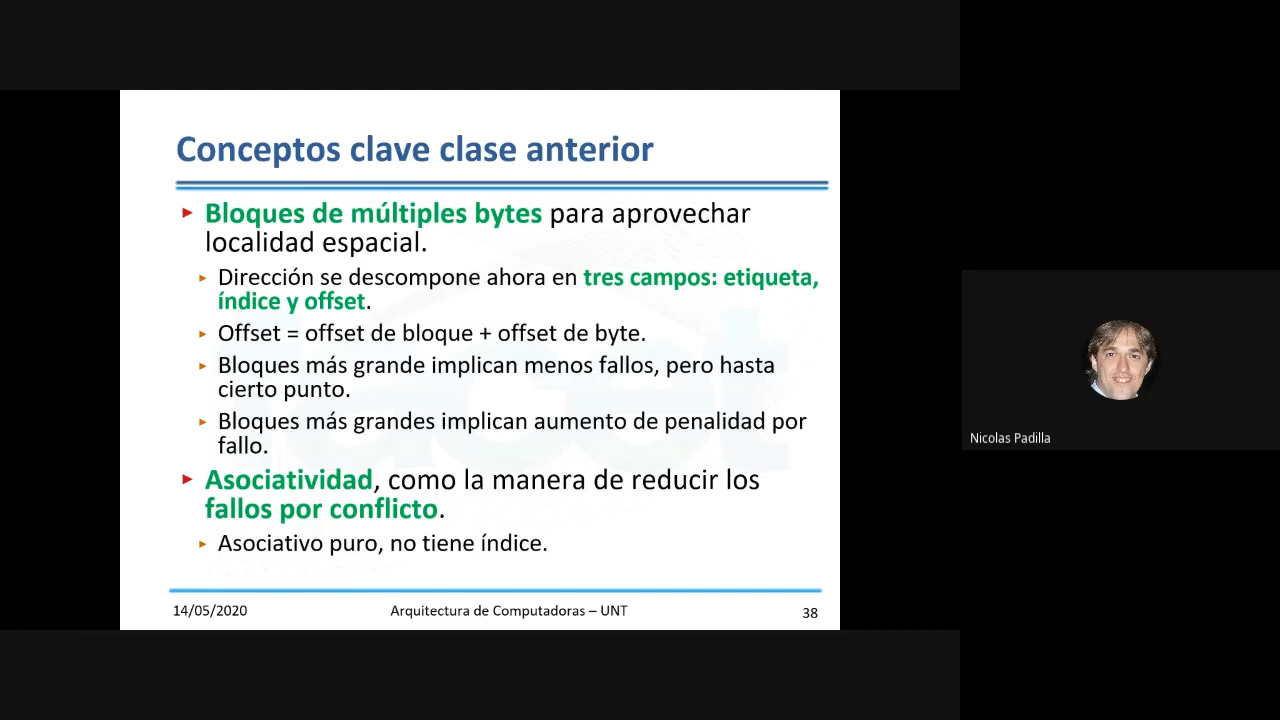 Conceptos clave clase anterior
Bloques de múltiples bytes para aprovechar
localidad espacial.
Dirección se descompone ahora en tres campos: etiqueta,
índice y offset.
Offset = offset de bloque + offset de byte.
Bloques más grande implican menos fallos, pero hasta
cierto punto.
Bloques más grandes implican aumento de penalidad por
fallo.
Asociatividad, como la manera de reducir los
fallos por conflicto.
Asociativo puro, no tiene índice.
14/05/2020 Arquitectura de Computadoras – UNT 38
Nicolas Padilla